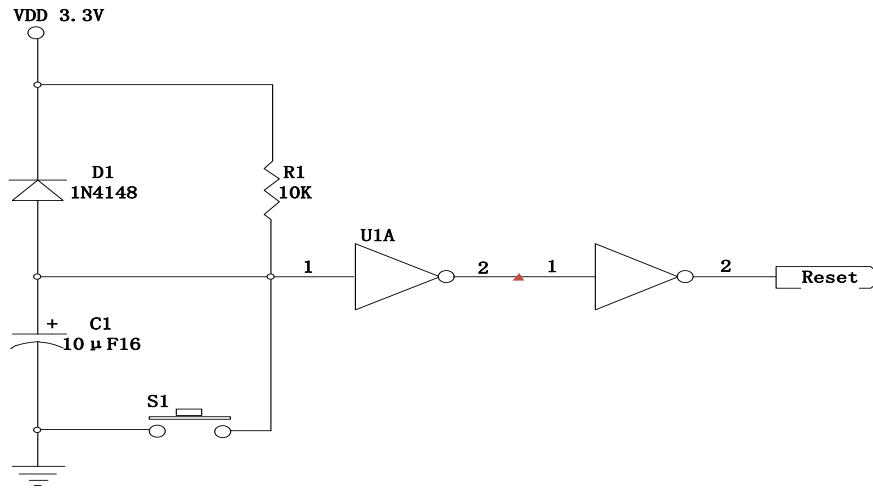 VDD 3.3V
D1
1N4148
R1
10K
U1A
1
2
1
2
Reset
+
C1
10μF16
S1